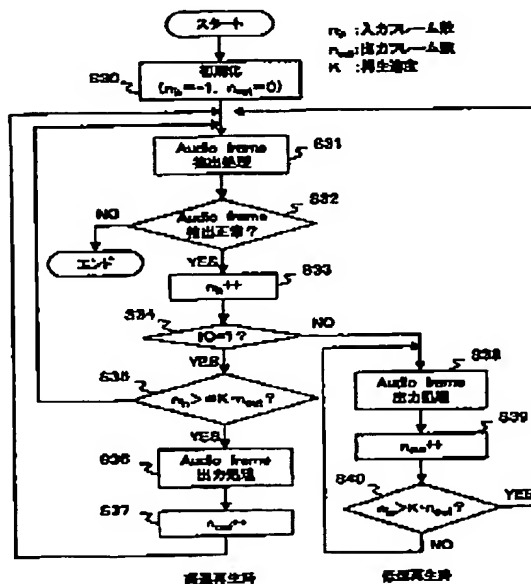 スタート
n_in :入力フレーム数
n_out :出力フレーム数
K :再生速度
S30
初期化
(n_in=-1, n_out=0)
Audio frame
検出処理
S31
S32
Audio frame
検出正常?
NO
エンド
YES
S33
n_in++
S34
NO
YES
S35
n_in>=K·n_out?
YES
S36
Audio frame
出力処理
S37
n_out++
高速再生時
S38
Audio frame
出力処理
S39
n_out++
S40
n_in>K·n_out?
YES
NO
低速再生時